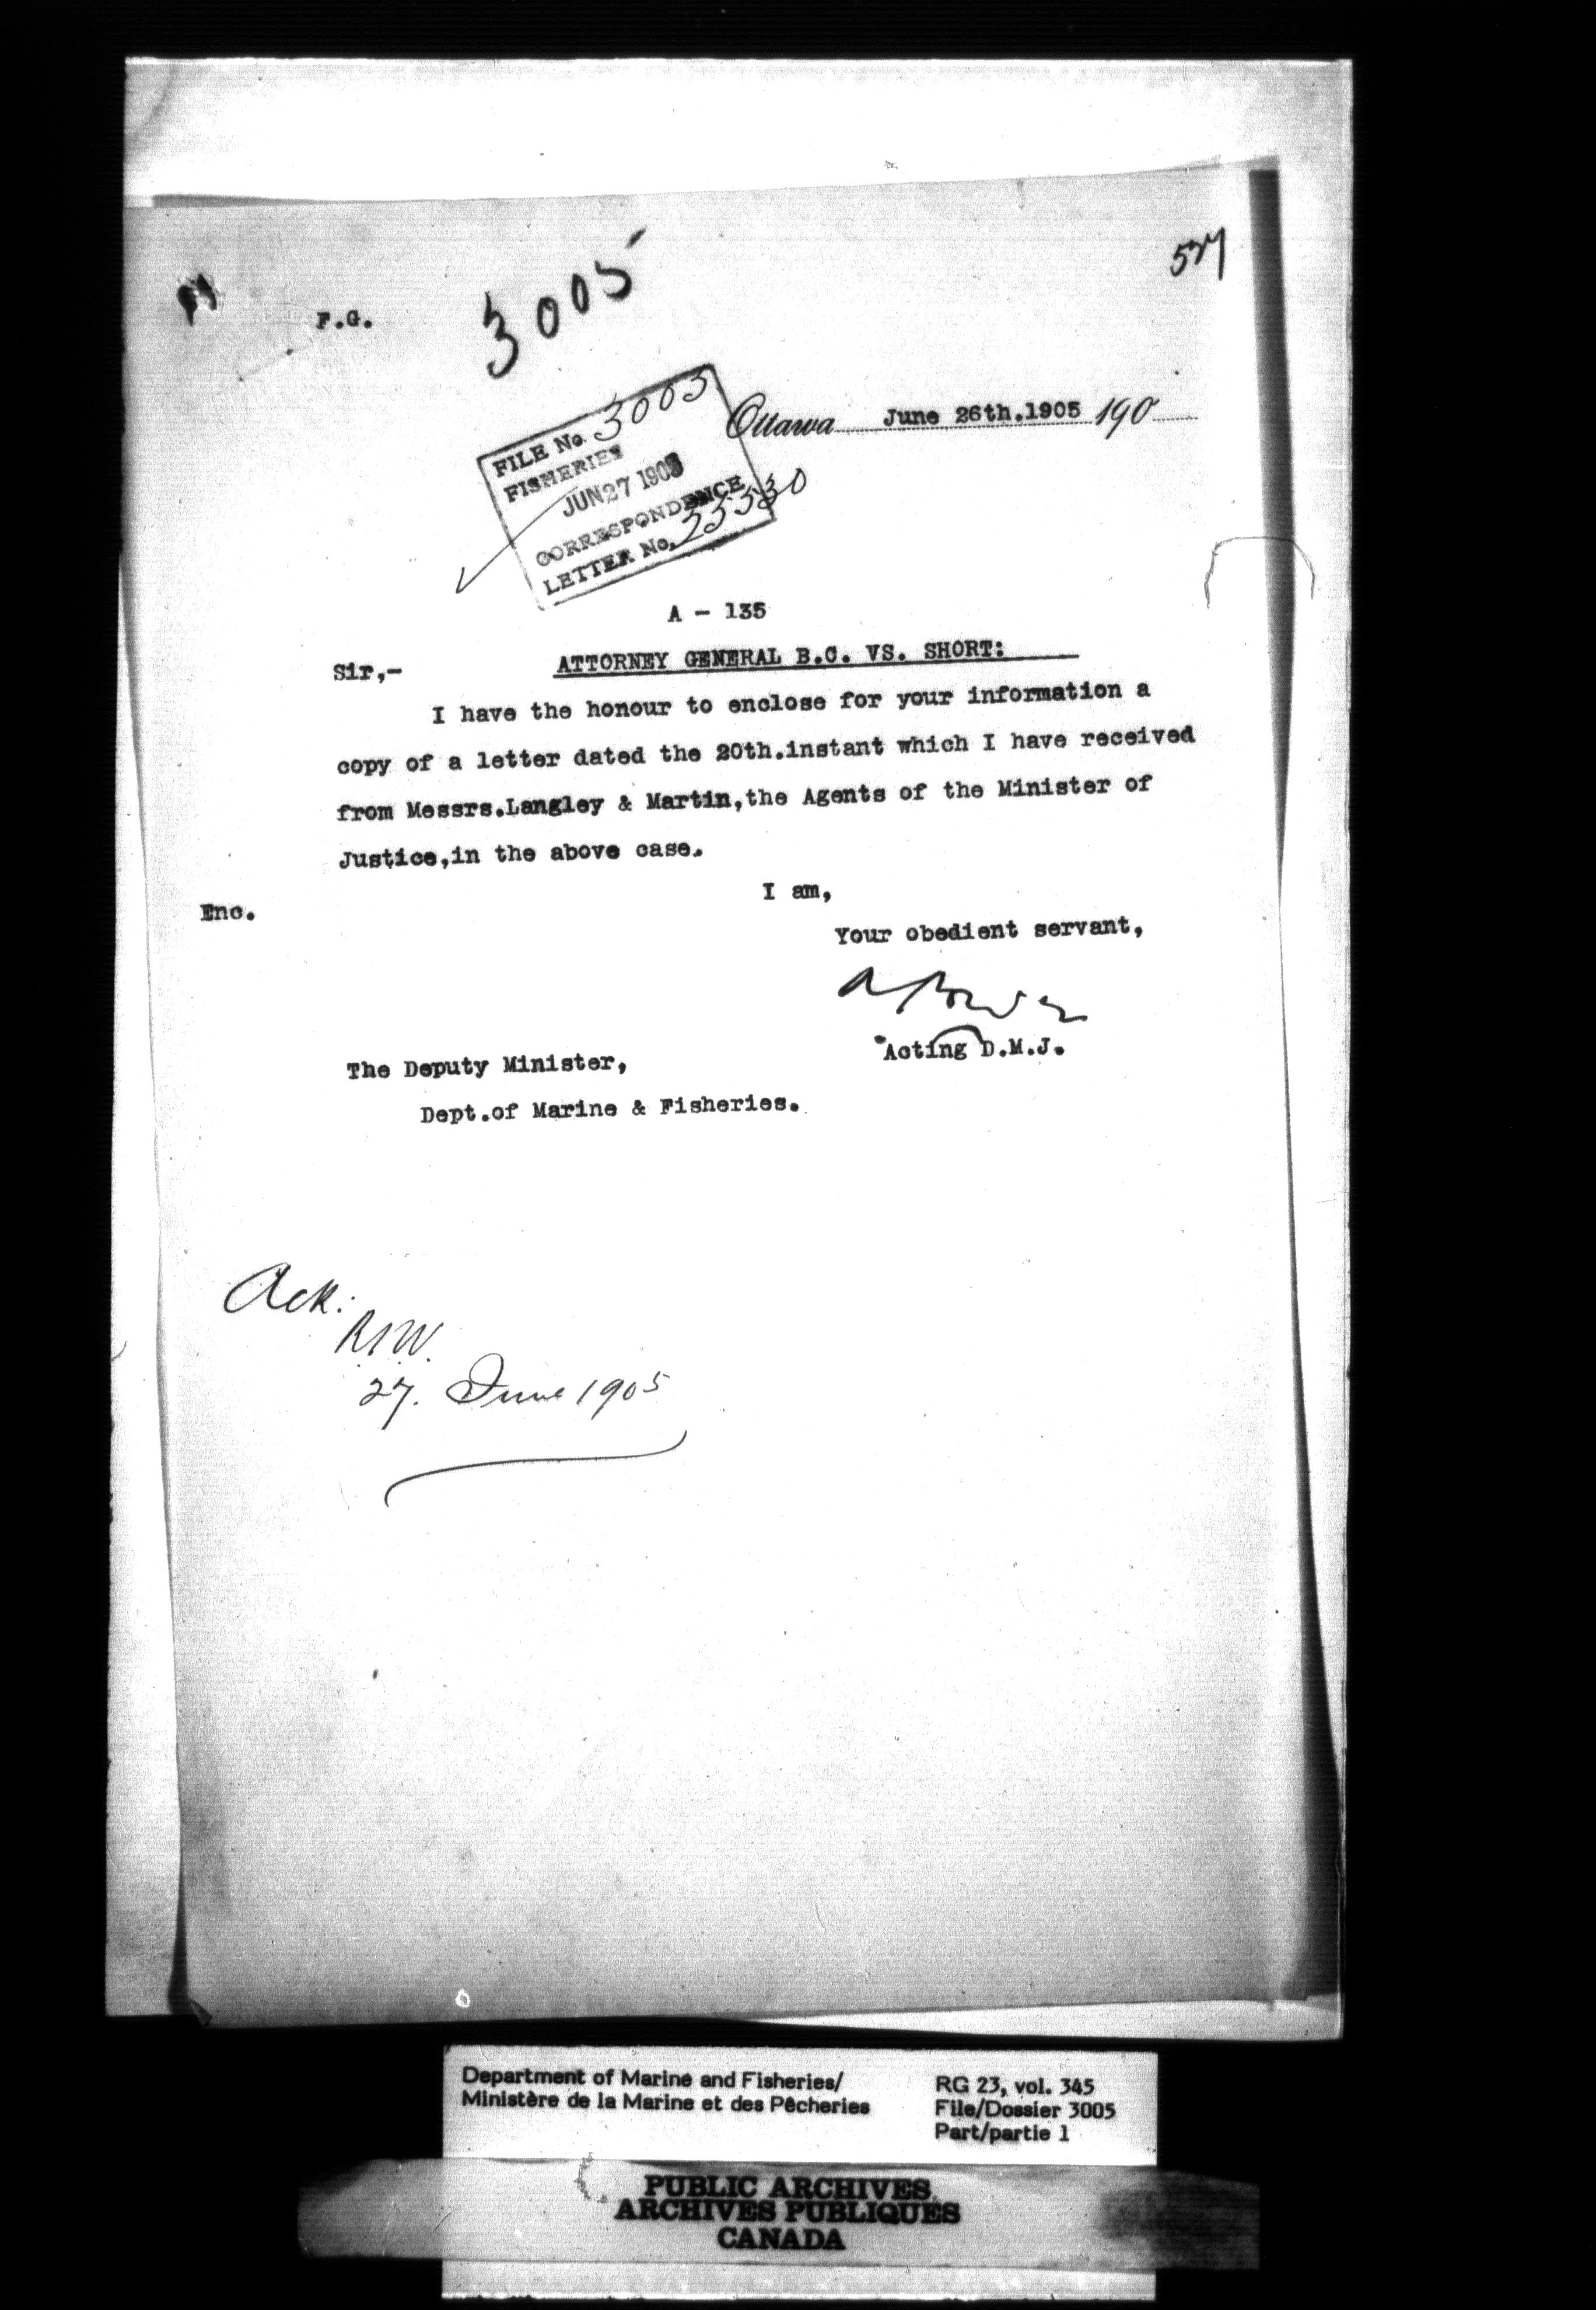 527
3005
F.G.
Ottawa June 26th.1905 190
FILE No. 3005
FISHERIES
JUN 27 1905
CORRESPONDENCE
LETTER No.
A - 135
Sir,- ATTORNEY GENERAL B.C. VS. SHORT:
I have the honour to enclose for your information a
copy of a letter dated the 20th.instant which I have received
from Messrs.Langley & Martin,the Agents of the Minister of
Justice,in the above case.
I am,
Enc.
Your obedient servant,
Acting D.M.J.
The Deputy Minister,
Dept.of Marine & Fisheries.
Ack:
27. June 1905
Department of Marine and Fisheries/
Ministère de la Marine et des Pêcheries
RG 23, vol. 345
File/Dossier 3005
Part/partie 1
PUBLIC ARCHIVES
ARCHIVES PUBLIQUES
CANADA